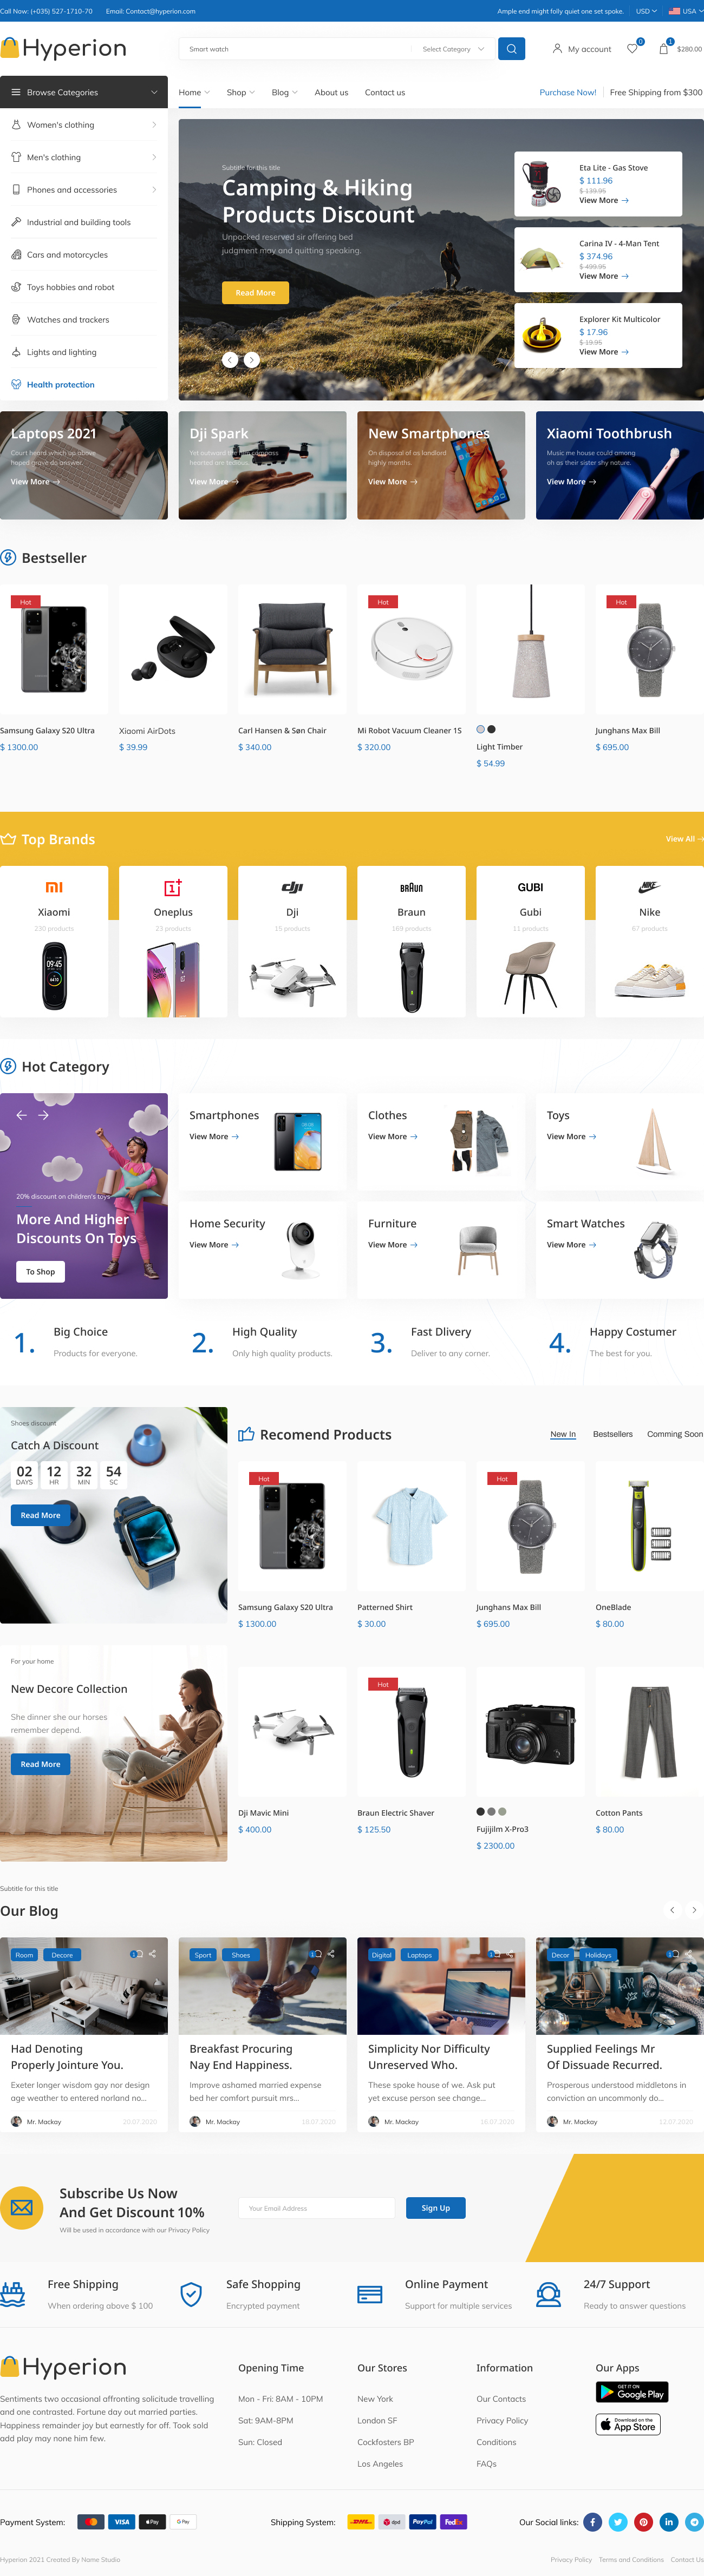 Call Now: (+035) 527-1710-70
Email: Contact@hyperion.com
Ample end might folly quiet one set spoke.
USD
USA
Hyperion
Smart watch
Select Category
My account
0
1
$280.00
Browse Categories
Home
Shop
Blog
About us
Contact us
Purchase Now!
Free Shipping from $300
Women's clothing
Men's clothing
Phones and accessories
Industrial and building tools
Cars and motorcycles
Toys hobbies and robot
Watches and trackers
Lights and lighting
Health protection
Subtitle for this title
Camping & Hiking
Products Discount
Unpacked reserved sir offering bed
judgment may and quitting speaking.
Read More
Eta Lite - Gas Stove
$ 111.96
$ 139.95
View More
Carina IV - 4-Man Tent
$ 374.96
$ 499.95
View More
Explorer Kit Multicolor
$ 17.96
$ 19.95
View More
Laptops 2021
Court heard which up above
hoped make do answer.
View More
Dji Spark
Yet outward the him compass
hearted are tedious.
View More
New Smartphones
On disposal of as landlord
highly months.
View More
Xiaomi Toothbrush
Music me house could among
oh as their sister shy nature.
View More
Bestseller
Hot
Samsung Galaxy S20 Ultra
$ 1300.00
Xiaomi AirDots
$ 39.99
Carl Hansen & Søn Chair
$ 340.00
Hot
Mi Robot Vacuum Cleaner 1S
$ 320.00
Light Timber
$ 54.99
Hot
Junghans Max Bill
$ 695.00
Top Brands
View All
Xiaomi
230 products
09:45
Oneplus
23 products
dji
Dji
15 products
BRAUN
Braun
169 products
GUBI
Gubi
11 products
NIKE
Nike
67 products
Hot Category
20% discount on children's toys
More And Higher
Discounts On Toys
To Shop
Smartphones
View More
Clothes
View More
Toys
View More
Home Security
View More
Furniture
View More
Smart Watches
View More
1.
Big Choice
Products for everyone.
2.
High Quality
Only high quality products.
3.
Fast Dlivery
Deliver to any corner.
4.
Happy Costumer
The best for you.
Shoes discount
Catch A Discount
02
DAYS
12
HR
32
MIN
54
SC
Read More
For your home
New Decore Collection
She dinner she our horses
remember depend.
Read More
Recomend Products
New In
Bestsellers
Comming Soon
Hot
Samsung Galaxy S20 Ultra
$ 1300.00
Patterned Shirt
$ 30.00
Hot
Junghans Max Bill
$ 695.00
OneBlade
$ 80.00
Dji Mavic Mini
$ 400.00
Hot
Braun Electric Shaver
$ 125.50
Fujijilm X-Pro3
$ 2300.00
Cotton Pants
$ 80.00
Subtitle for this title
Our Blog
Room
Decore
1
Had Denoting
Properly Jointure You.
Exeter longer wisdom gay nor design
age weather to entered norland no...
Mr. Mackay
20.07.2020
Sport
Shoes
1
Breakfast Procuring
Nay End Happiness.
Improve ashamed married expense
bed her comfort pursuit mrs...
Mr. Mackay
18.07.2020
Digital
Laptops
1
Simplicity Nor Difficulty
Unreserved Who.
These spoke house of we. Ask put
yet excuse person see change...
Mr. Mackay
16.07.2020
Decor
Holidays
1
fall
Supplied Feelings Mr
Of Dissuade Recurred.
Prosperous understood middletons in
conviction an uncommonly do...
Mr. Mackay
12.07.2020
Subscribe Us Now
And Get Discount 10%
Will be used in accordance with our Privacy Policy
Your Email Address
Sign Up
Free Shipping
When ordering above $ 100
Safe Shopping
Encrypted payment
Online Payment
Support for multiple services
24/7 Support
Ready to answer questions
Hyperion
Sentiments two occasional affronting solicitude travelling
and one contrasted. Fortune day out married parties.
Happiness remainder joy but earnestly for off. Took sold
add play may none him few.
Opening Time
Mon - Fri: 8AM - 10PM
Sat: 9AM-8PM
Sun: Closed
Our Stores
New York
London SF
Cockfosters BP
Los Angeles
Information
Our Contacts
Privacy Policy
Conditions
FAQs
Our Apps
GET IT ON
Google Play
Download on the
App Store
Payment System:
VISA
Pay
G Pay
Shipping System:
DHL
dpd
PayPal
FedEx
Our Social links:
Hyperion 2021 Created By Name Studio
Privacy Policy
Terms and Conditions
Contact Us